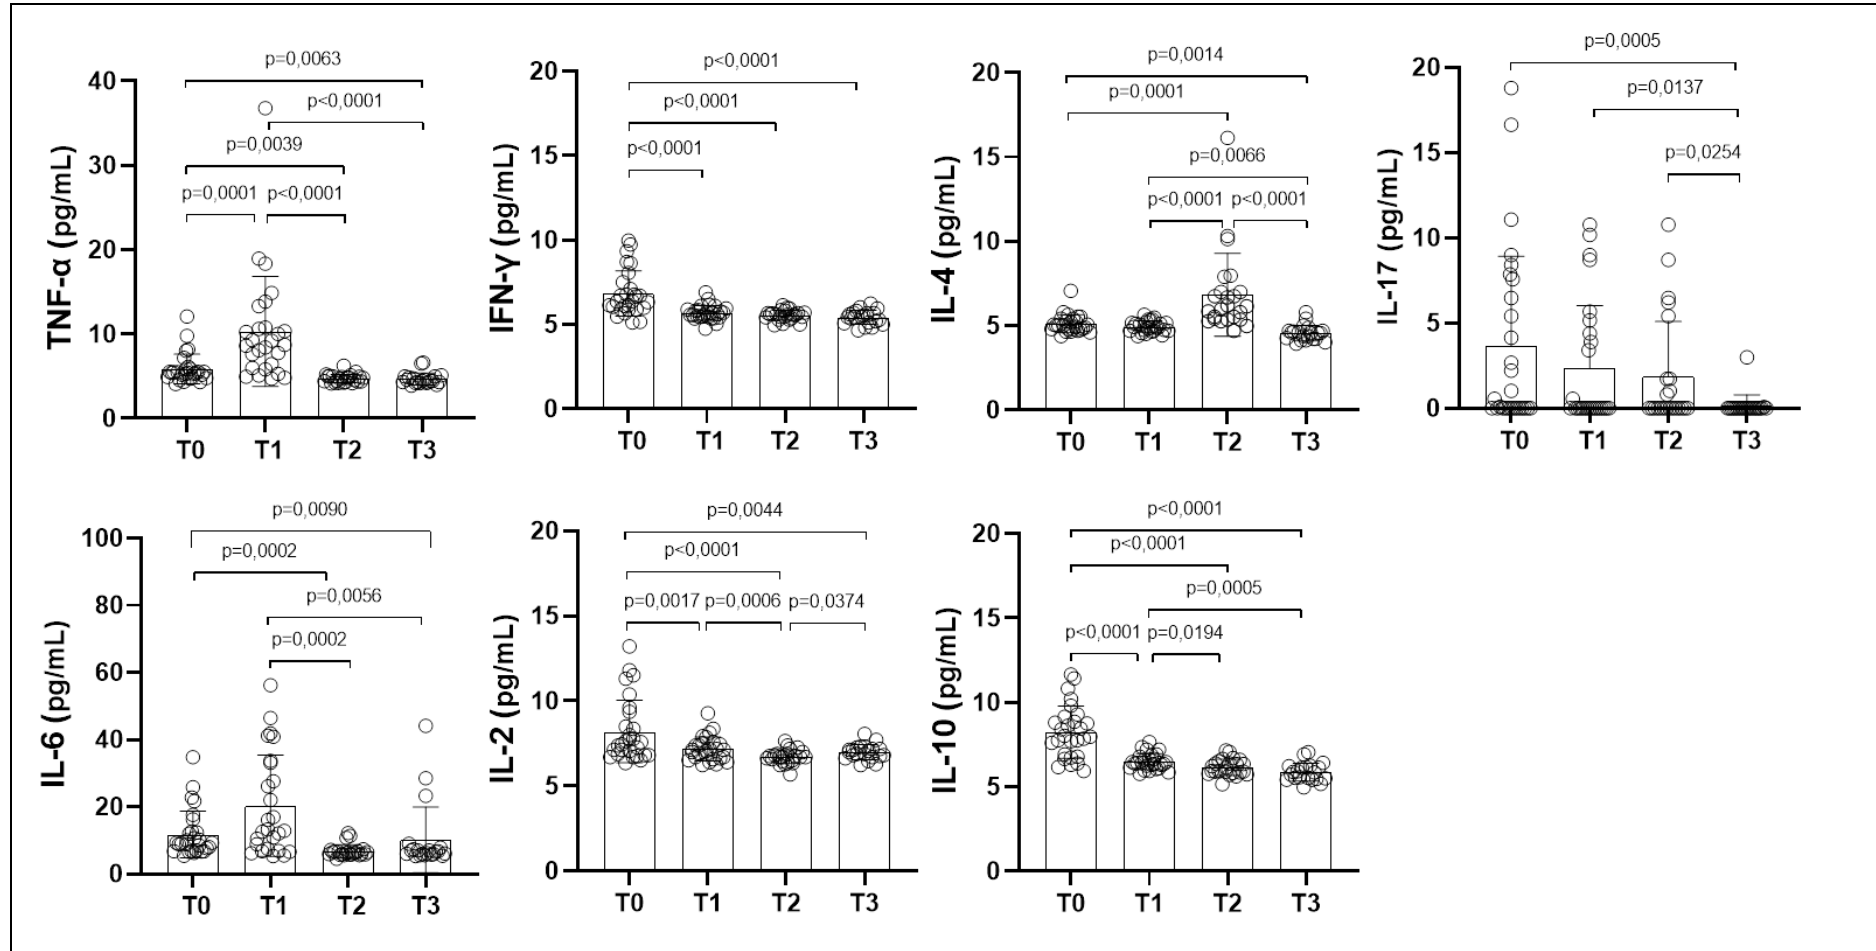 p=0,0063
p<0,0001
p=0,0039
p=0,0001 p<0,0001
TNF-α (pg/mL)
40
30
20
10
0
T0 T1 T2 T3
p<0,0001
p<0,0001
p<0,0001
IFN-γ (pg/mL)
20
15
10
5
0
T0 T1 T2 T3
p=0,0014
p=0,0001
p=0,0066
p<0,0001 p<0,0001
IL-4 (pg/mL)
20
15
10
5
0
T0 T1 T2 T3
p=0,0005
p=0,0137
p=0,0254
IL-17 (pg/mL)
20
15
10
5
0
T0 T1 T2 T3
p=0,0090
p=0,0002
p=0,0056
p=0,0002
IL-6 (pg/mL)
100
80
60
40
20
0
T0 T1 T2 T3
p=0,0044
p<0,0001
p=0,0017 p=0,0006 p=0,0374
IL-2 (pg/mL)
20
15
10
5
0
T0 T1 T2 T3
p<0,0001
p<0,0001
p=0,0005
p<0,0001 p=0,0194
IL-10 (pg/mL)
20
15
10
5
0
T0 T1 T2 T3